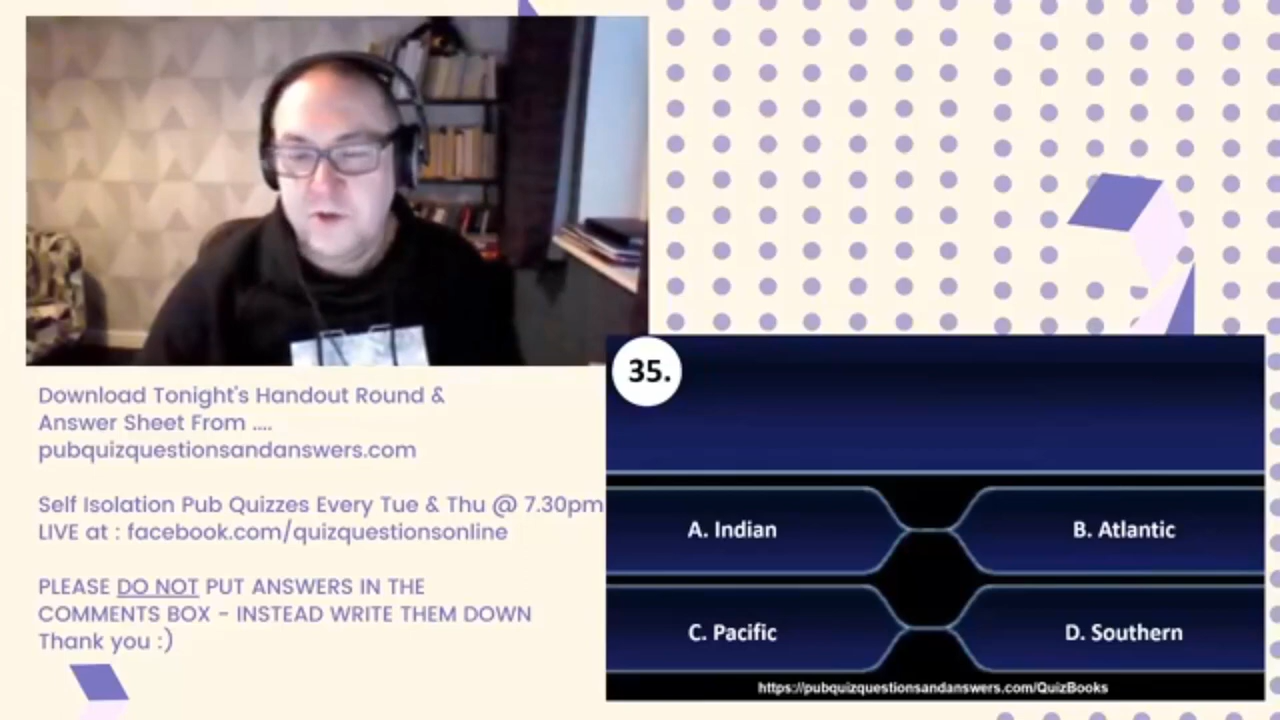 Download Tonight's Handout Round &
Answer Sheet From ....
pubquizquestionsandanswers.com
Self Isolation Pub Quizzes Every Tue & Thu @ 7.30pm
LIVE at : facebook.com/quizquestionsonline
PLEASE DO NOT PUT ANSWERS IN THE
COMMENTS BOX - INSTEAD WRITE THEM DOWN
Thank you :)
35.
A. Indian
B. Atlantic
C. Pacific
D. Southern
https://pubquizquestionsandanswers.com/QuizBooks